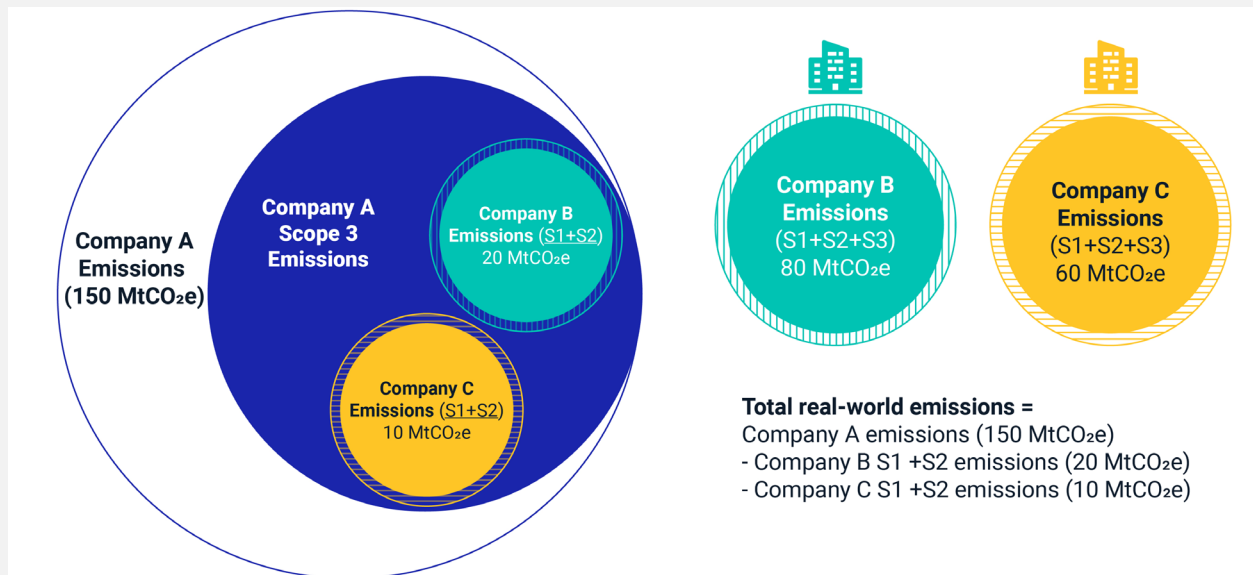 Company A
Emissions
(150 MtCO₂e)
Company A
Scope 3
Emissions
Company B
Emissions (S1+S2)
20 MtCO₂e
Company C
Emissions (S1+S2)
10 MtCO₂e
Company B
Emissions
(S1+S2+S3)
80 MtCO₂e
Company C
Emissions
(S1+S2+S3)
60 MtCO₂e
Total real-world emissions =
Company A emissions (150 MtCO₂e)
- Company B S1 +S2 emissions (20 MtCO₂e)
- Company C S1 +S2 emissions (10 MtCO₂e)